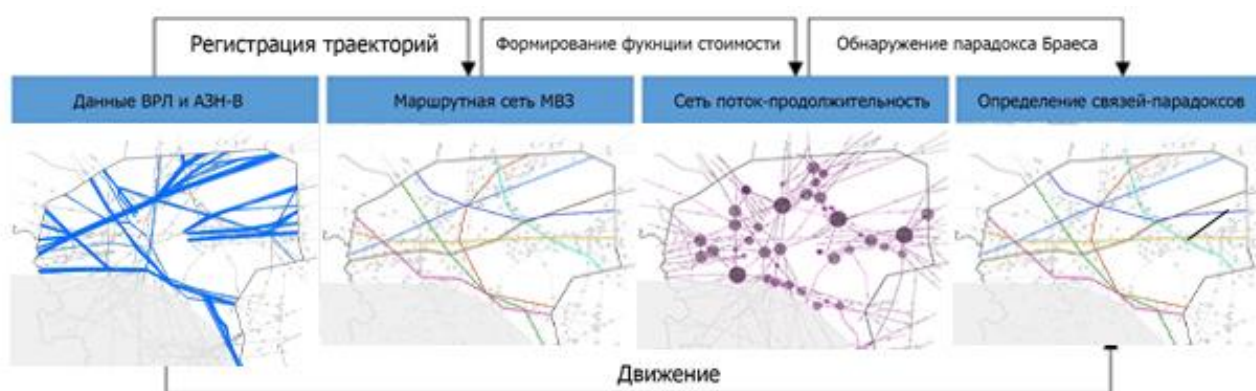 Регистрация траекторий
Формирование фукнции стоимости
Обнаружение парадокса Браеса
Данные ВРЛ и АЗН-В
Маршрутная сеть МВЗ
Сеть поток-продолжительность
Определение связей-парадоксов
Движение